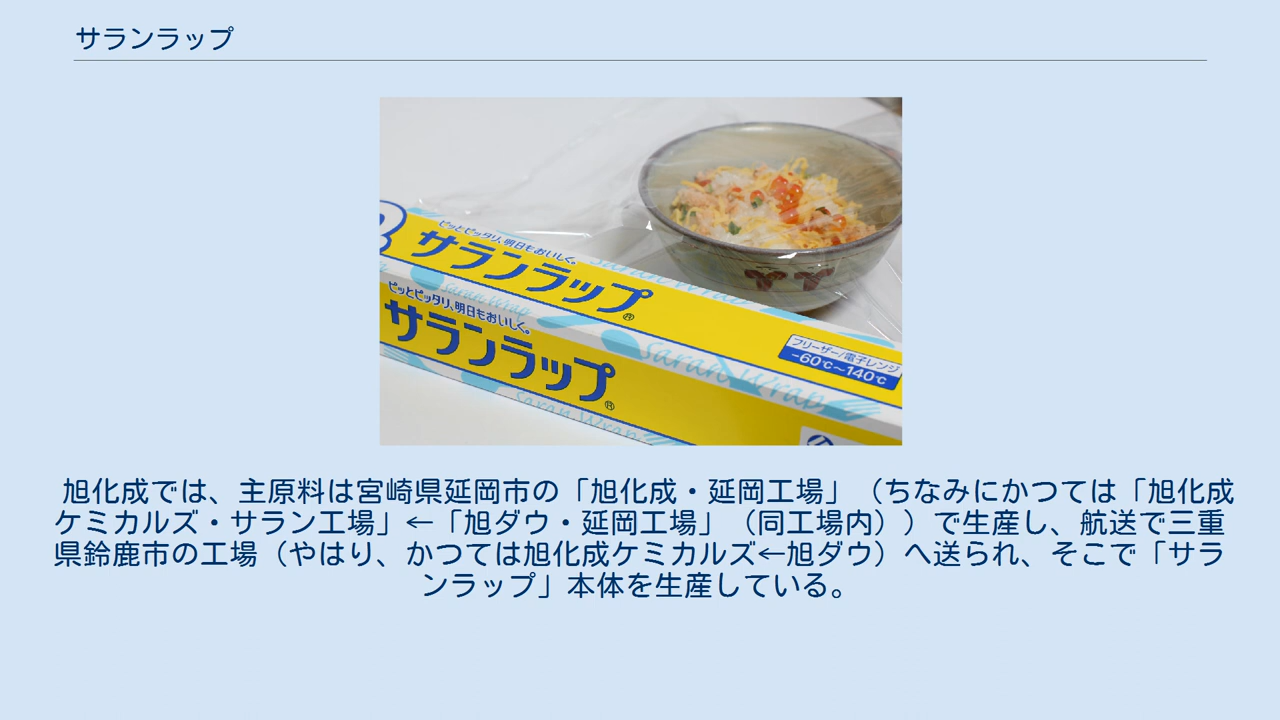 サランラップ
ピッとピッタリ、明日もおいしく。
サランラップ®
Saran Wrap
フリーザー/電子レンジ
-60℃~140℃
Saran Wrap
ピッとピッタリ、明日もおいしく。
サランラップ®
Saran Wrap
Saran Wrap
旭化成では、主原料は宮崎県延岡市の「旭化成・延岡工場」（ちなみにかつては「旭化成
ケミカルズ・サラン工場」←「旭ダウ・延岡工場」（同工場内））で生産し、航送で三重
県鈴鹿市の工場（やはり、かつては旭化成ケミカルズ←旭ダウ）へ送られ、そこで「サラ
ンラップ」本体を生産している。